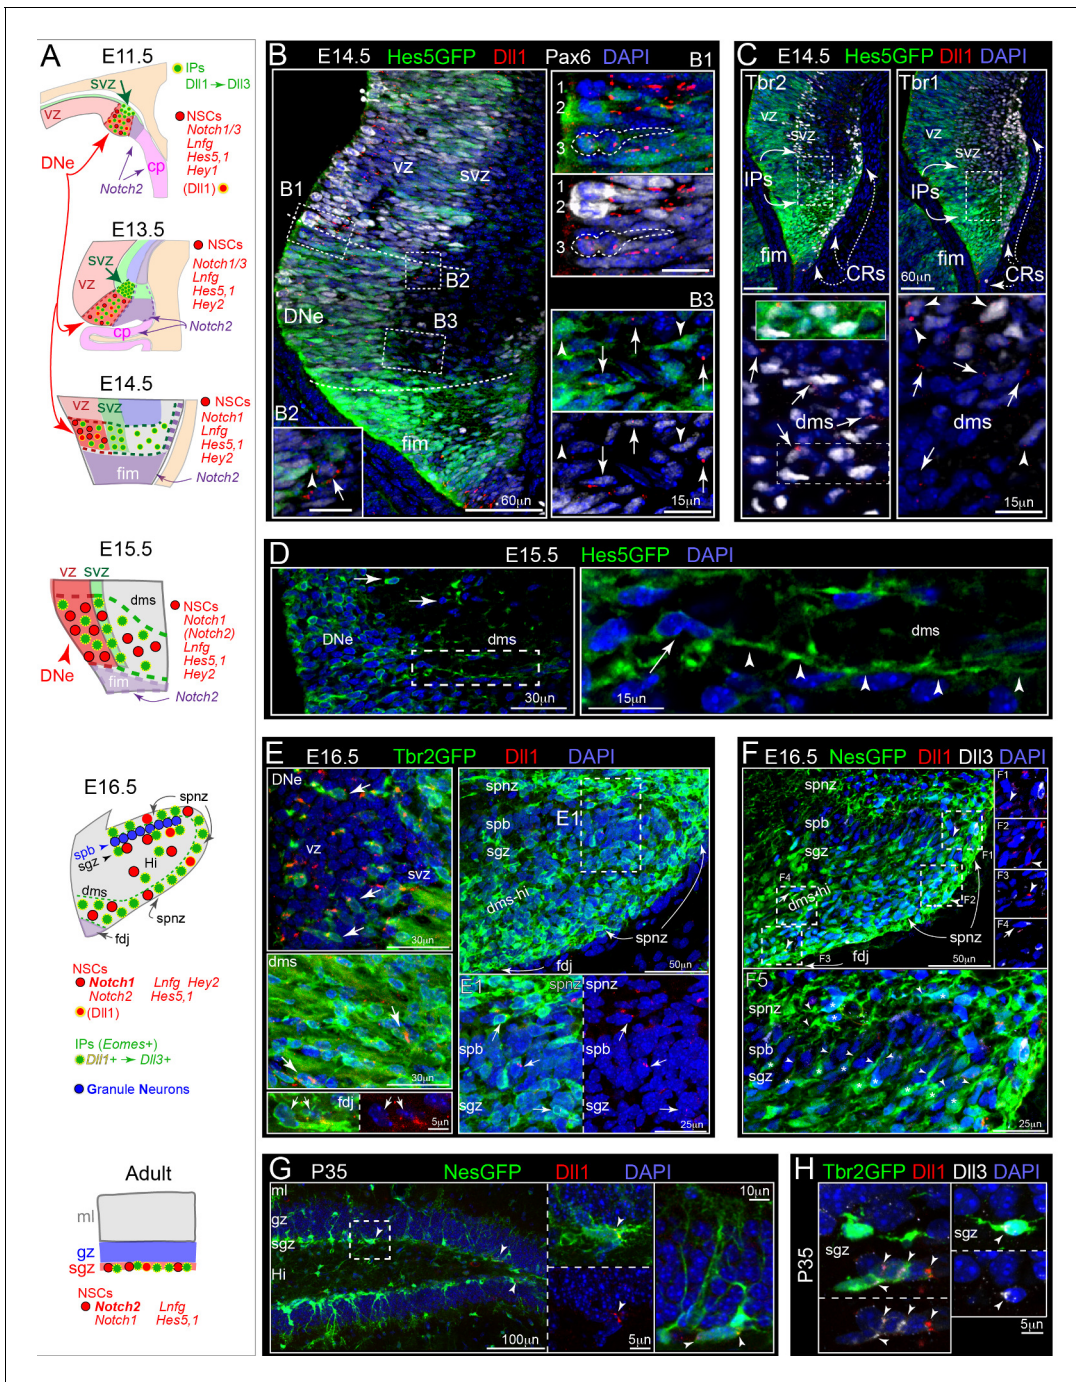 A
E11.5
IPs
Dll1 → Dll3
svz
vz
NSCs
Notch1/3
Lnfg
Hes5,1
Hey1
(Dll1)
DNe
cp
Notch2
E13.5
NSCs
svz
vz
Notch1/3
Lnfg
Hes5,1
Hey2
Notch2
cp
E14.5
vz svz
NSCs
Notch1
Lnfg
Hes5,1
Hey2
fim
Notch2
E15.5
vz svz
dms
NSCs
Notch1
(Notch2)
Lnfg
Hes5,1
Hey2
DNe
fim
Notch2
E16.5
spnz
spb
sgz
Hi
dms
spnz
fdj
NSCs
Notch1 Lnfg Hey2
Notch2 Hes5,1
(Dll1)
IPs (Eomes+)
Dll1+ → Dll3+
Granule Neurons
Adult
ml
gz
sgz
NSCs
Notch2 Lnfg
Notch1 Hes5,1
B E14.5 Hes5GFP Dll1 Pax6 DAPI
B1
vz
svz
B1
B2
DNe
B3
B2
fim
60µn
1
2
3
1
2
3
B3
15µn
C E14.5 Hes5GFP Dll1 DAPI
Tbr2
vz
svz
IPs
fim
CRs
Tbr1
vz
svz
IPs
fim
60µn
CRs
dms
dms
15µn
D
E15.5 Hes5GFP DAPI
DNe
dms
30µn
dms
15µn
E E16.5 Tbr2GFP Dll1 DAPI
DNe
vz
svz
30µn
spnz
spb
E1
sgz
dms-hi
spnz
fdj
50µn
dms
30µn
fdj
5µn
E1
spnz
spb
spb
sgz
sgz
25µn
F E16.5 NesGFP Dll1 Dll3 DAPI
spnz
spb
sgz
F1
F4
dms-hi
F2
spnz
F3
fdj
50µn
F1
F2
F3
F4
F5
spnz
spb
sgz
* * * * * * * * *
25µn
G P35 NesGFP Dll1 DAPI
ml
gz
sgz
Hi
100µn
5µn
10µn
H Tbr2GFP Dll1 Dll3 DAPI
P35
sgz
sgz
5µn